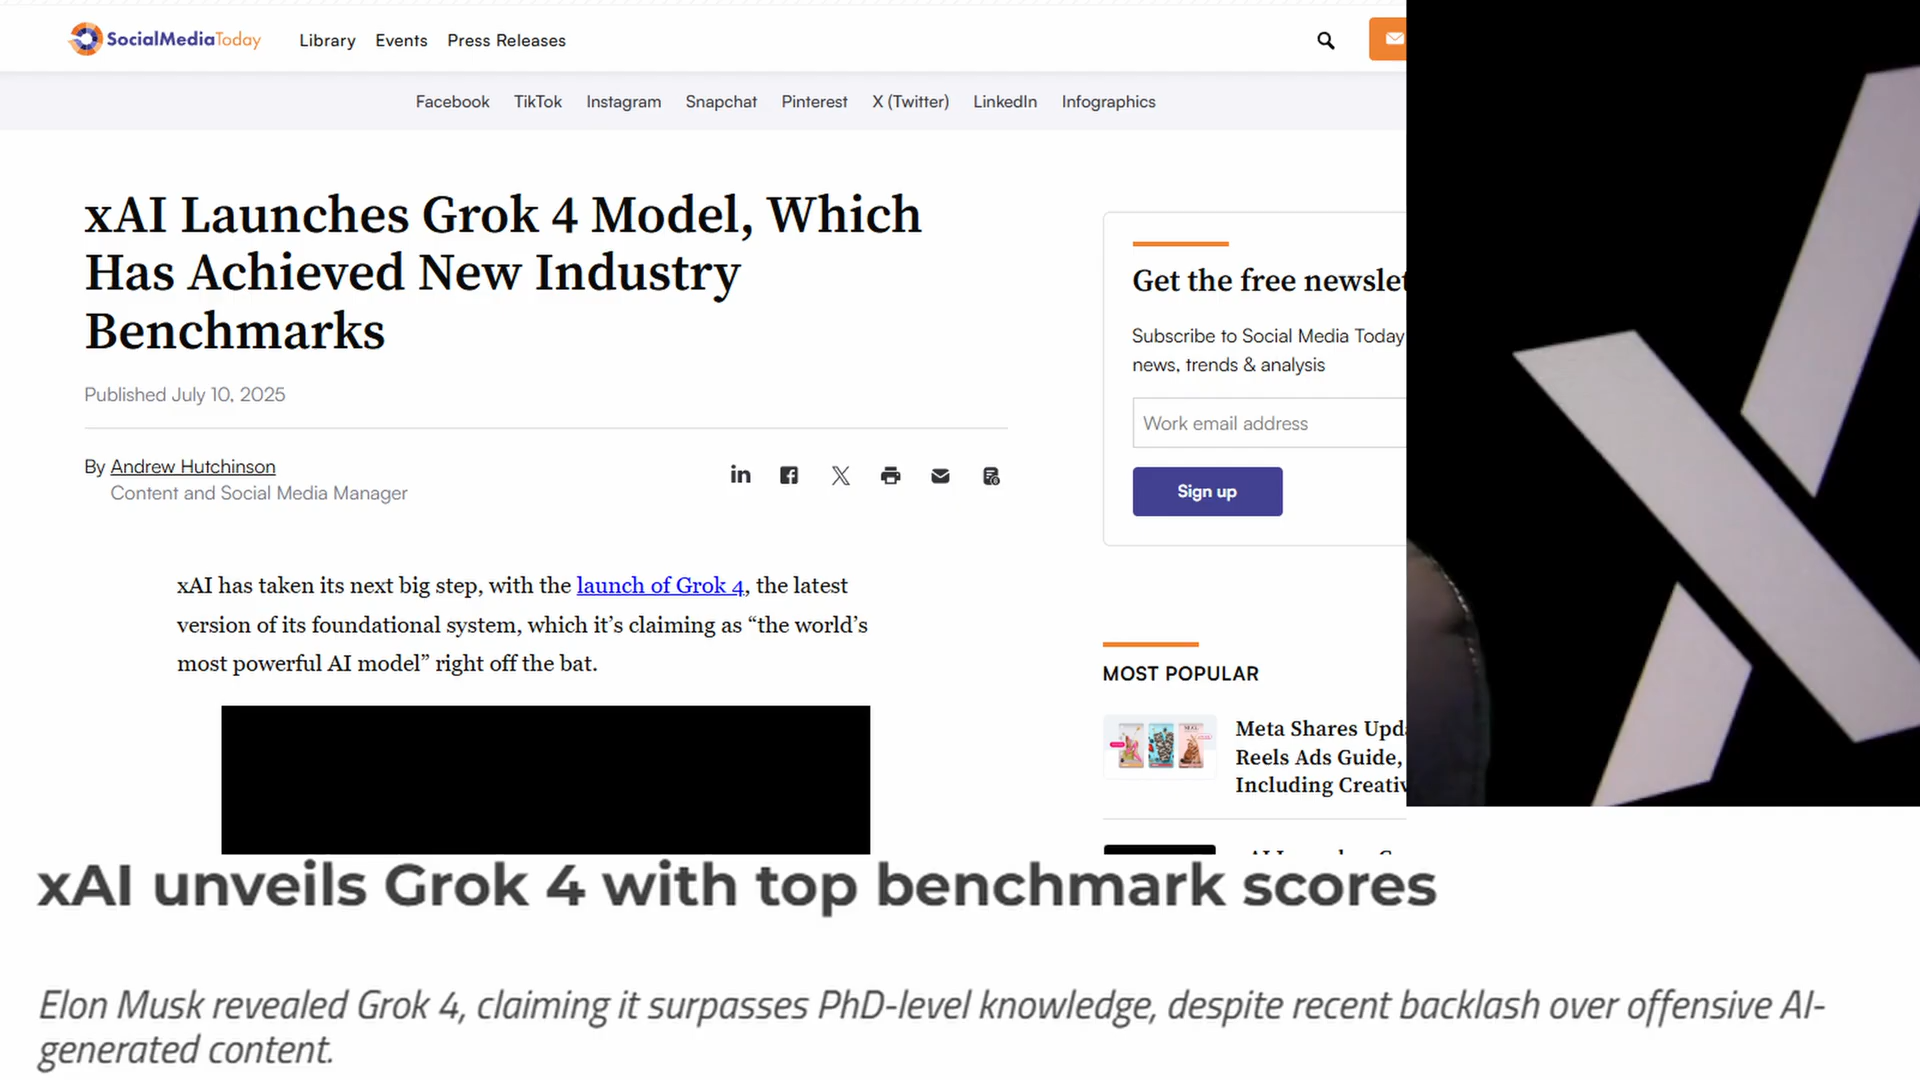 SocialMediaToday
Library Events Press Releases
Facebook TikTok Instagram Snapchat Pinterest X (Twitter) LinkedIn Infographics
xAI Launches Grok 4 Model, Which
Has Achieved New Industry
Benchmarks
Published July 10, 2025
By Andrew Hutchinson
Content and Social Media Manager
xAI has taken its next big step, with the launch of Grok 4, the latest
version of its foundational system, which it’s claiming as “the world’s
most powerful AI model” right off the bat.
Get the free newslet
Subscribe to Social Media Today
news, trends & analysis
Work email address
Sign up
MOST POPULAR
Meta Shares Upda
Reels Ads Guide,
Including Creativ
xAI unveils Grok 4 with top benchmark scores
Elon Musk revealed Grok 4, claiming it surpasses PhD-level knowledge, despite recent backlash over offensive AI-
generated content.